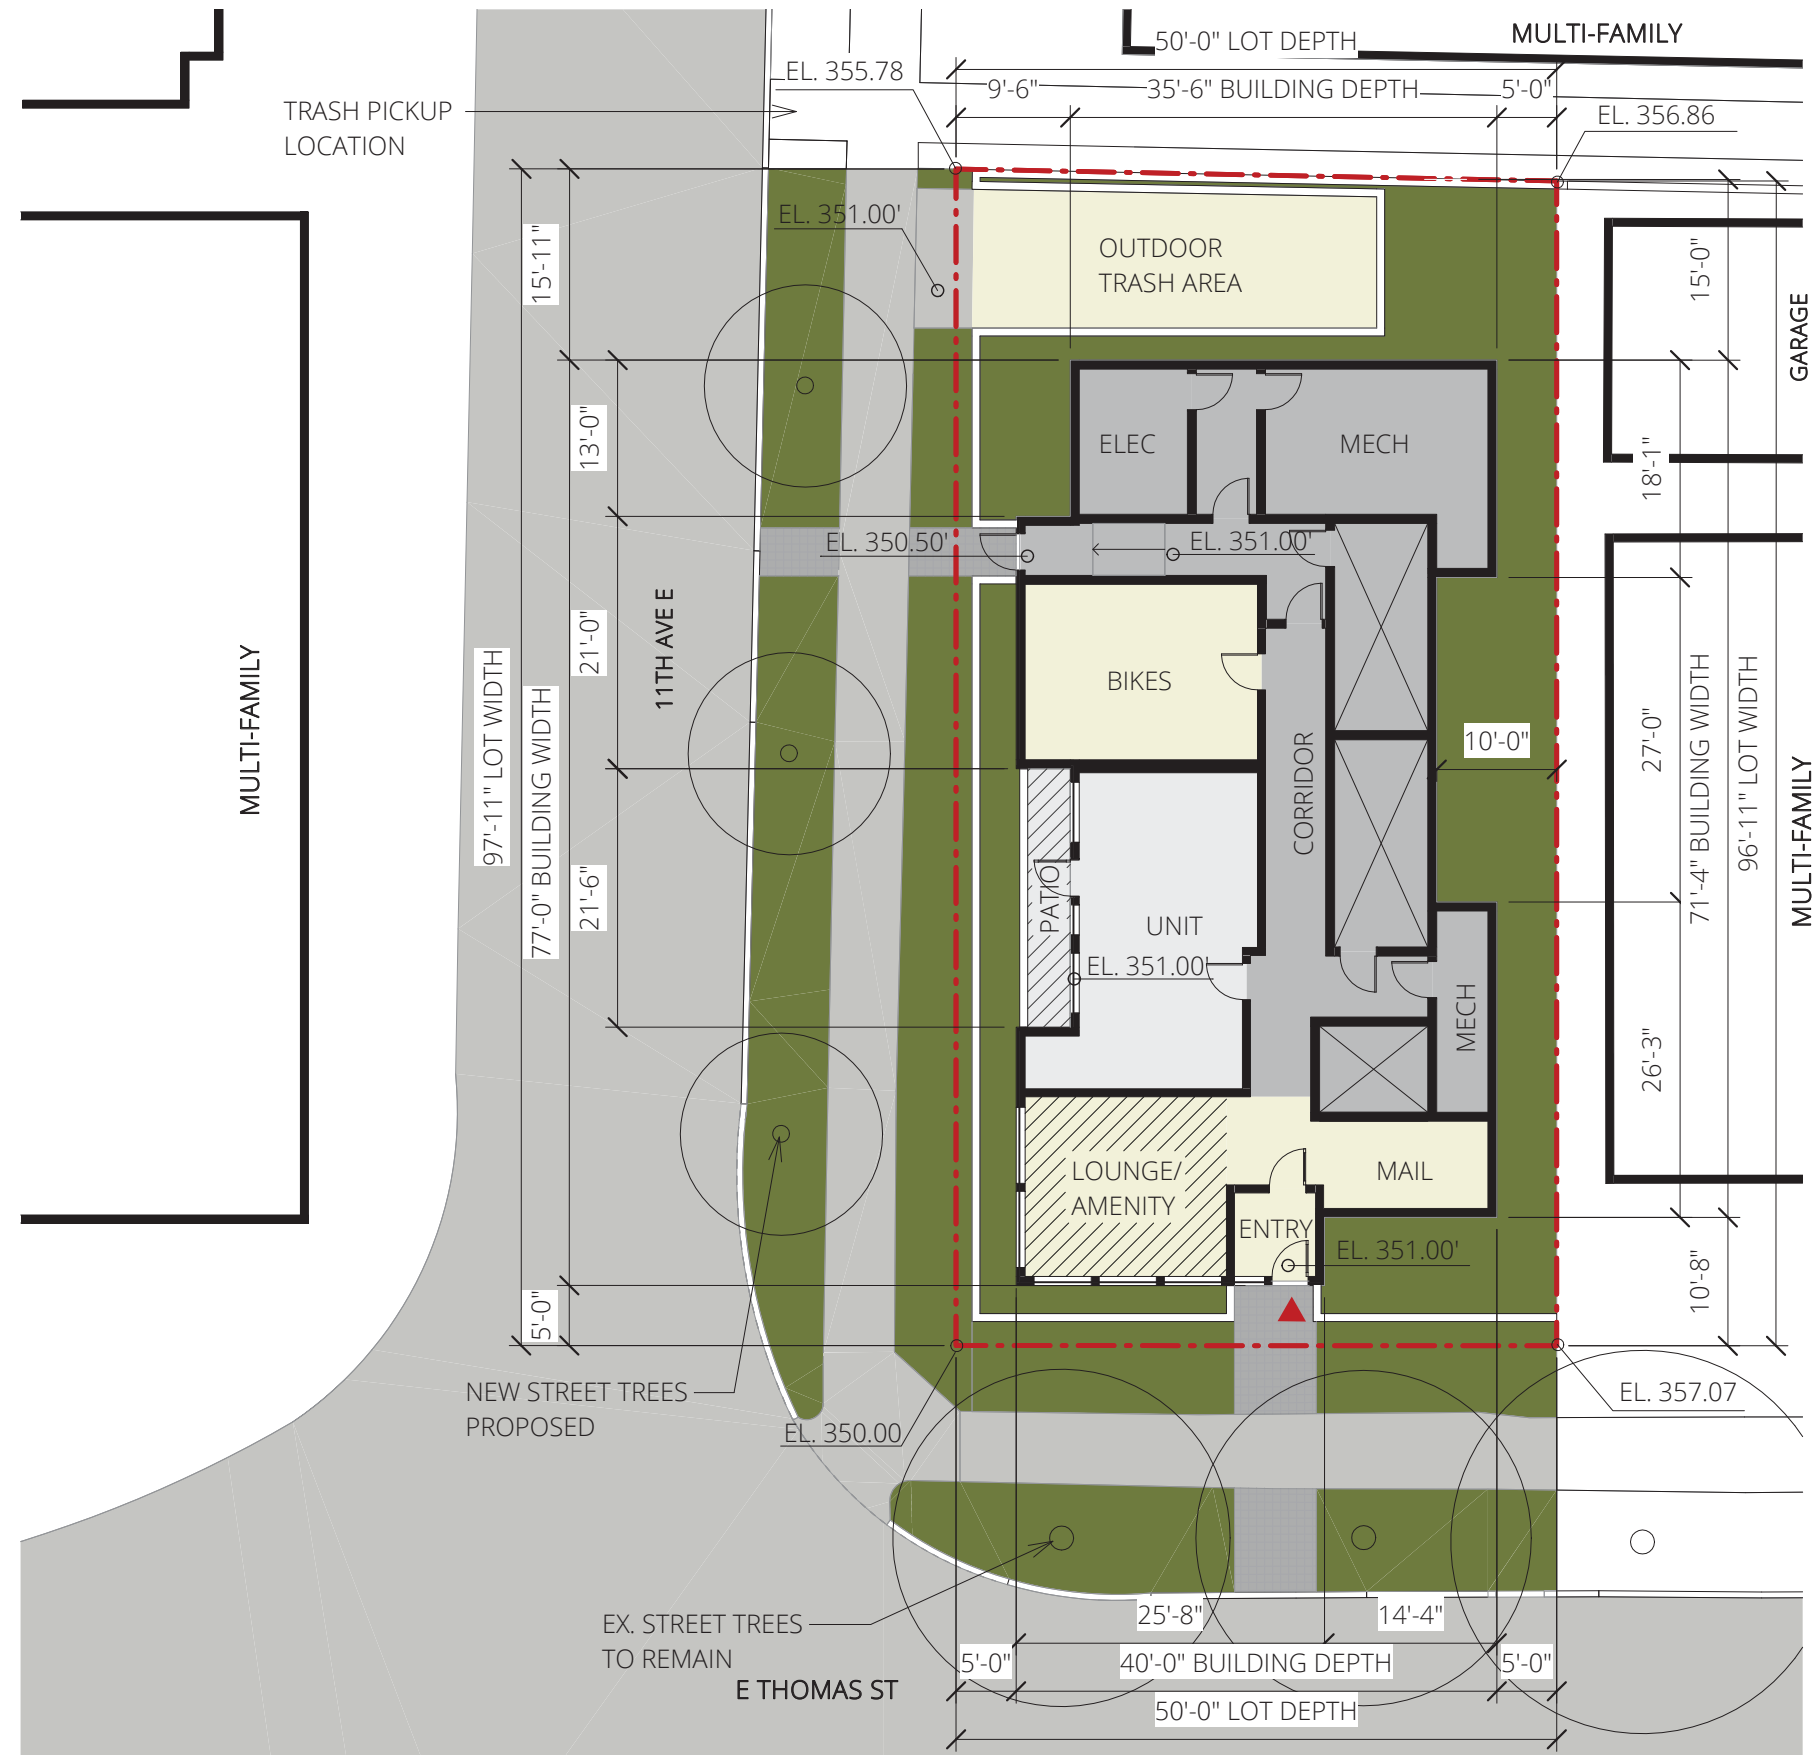 50'-0" LOT DEPTH
MULTI-FAMILY
EL. 355.78
9'-6"
35'-6" BUILDING DEPTH
5'-0"
TRASH PICKUP
LOCATION
EL. 356.86
EL. 351.00'
OUTDOOR
TRASH AREA
15'-11"
15'-0"
GARAGE
13'-0"
ELEC
MECH
18'-1"
EL. 350.50'
EL. 351.00'
11TH AVE E
21'-0"
BIKES
MULTI-FAMILY
97'-11" LOT WIDTH
77'-0" BUILDING WIDTH
CORRIDOR
10'-0"
27'-0"
71'-4" BUILDING WIDTH
96'-11" LOT WIDTH
MULTI-FAMILY
21'-6"
PATIO
UNIT
EL. 351.00'
MECH
26'-3"
LOUNGE/
AMENITY
MAIL
ENTRY
EL. 351.00'
5'-0"
10'-8"
NEW STREET TREES
PROPOSED
EL. 350.00
EL. 357.07
EX. STREET TREES
TO REMAIN
25'-8"
14'-4"
5'-0"
40'-0" BUILDING DEPTH
5'-0"
E THOMAS ST
50'-0" LOT DEPTH